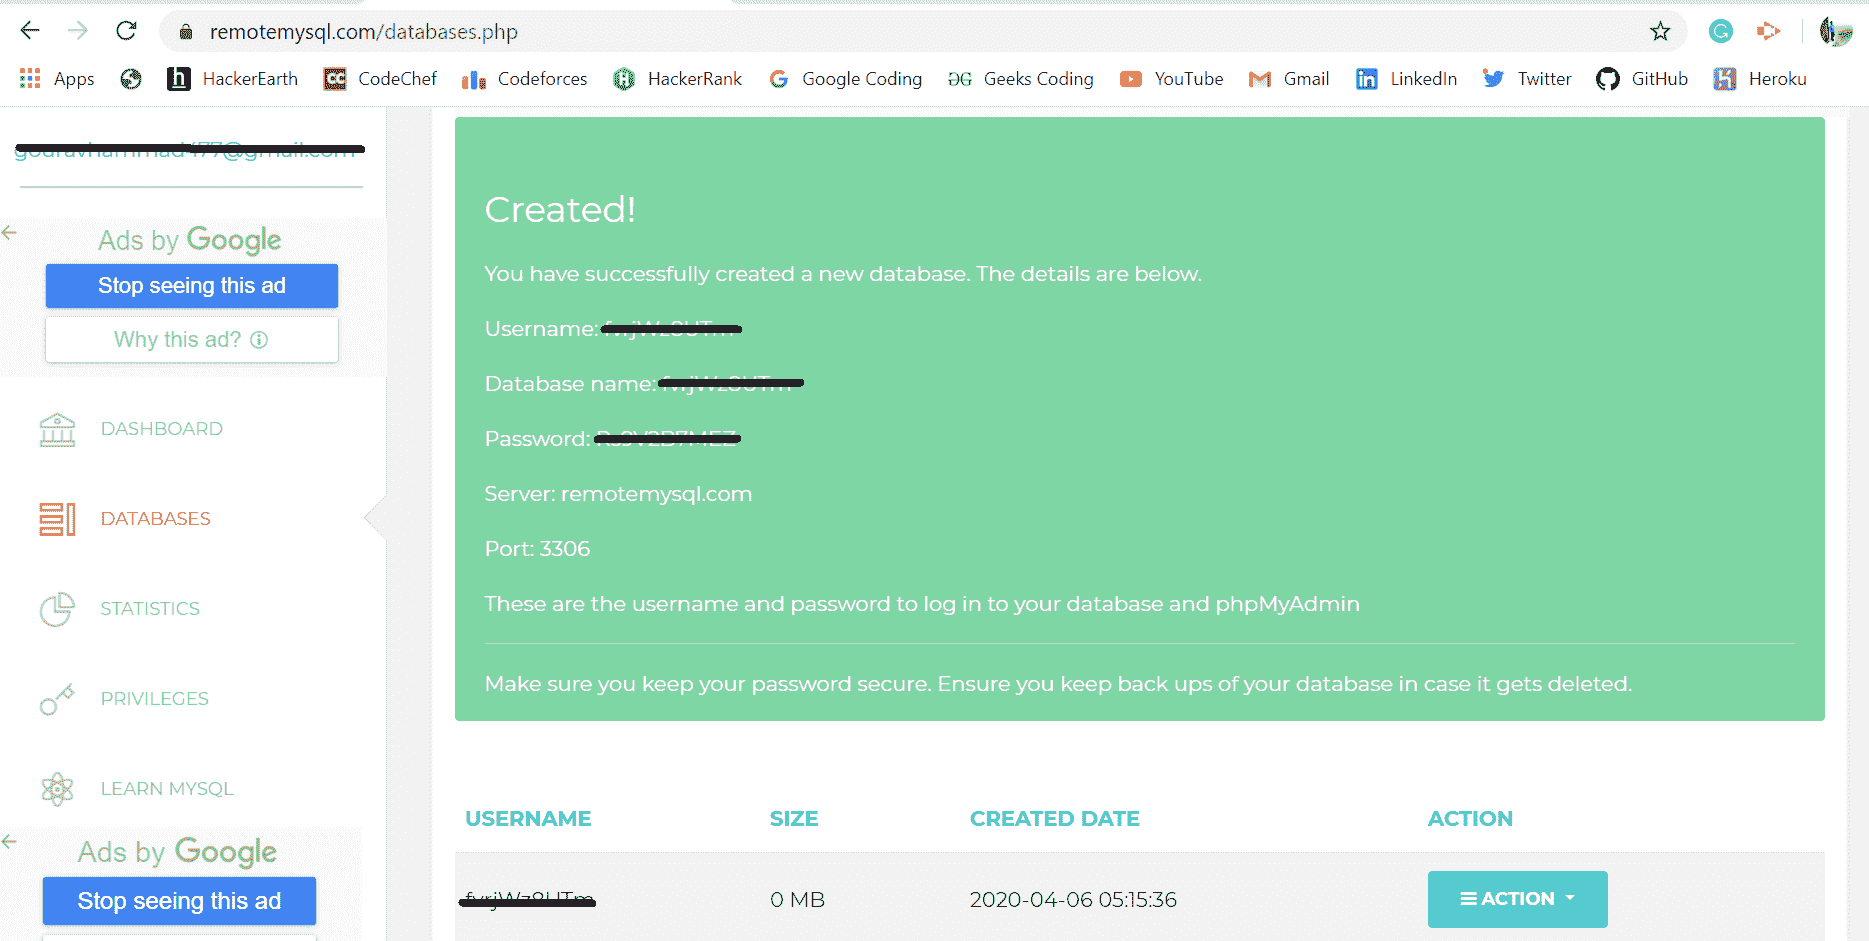 remotemysql.com/databases.php
Apps HackerEarth CodeChef Codeforces HackerRank Google Coding Geeks Coding YouTube Gmail LinkedIn Twitter GitHub Heroku
Ads by Google
Stop seeing this ad
Why this ad?
DASHBOARD
DATABASES
STATISTICS
PRIVILEGES
LEARN MYSQL
Ads by Google
Stop seeing this ad
Created!
You have successfully created a new database. The details are below.
Username:
Database name:
Password:
Server: remotemysql.com
Port: 3306
These are the username and password to log in to your database and phpMyAdmin
Make sure you keep your password secure. Ensure you keep back ups of your database in case it gets deleted.
USERNAME SIZE CREATED DATE ACTION
0 MB 2020-04-06 05:15:36 ACTION